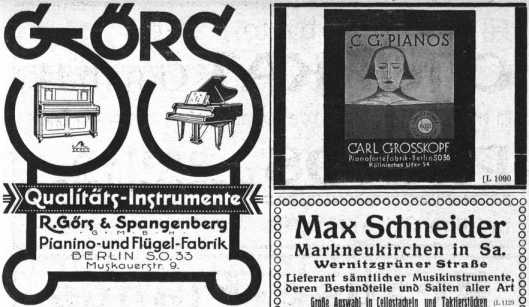 GÖRS
Qualitäts-Instrumente
R. Görs & Spangenberg
G·M·B·H
Pianino- und Flügel-Fabrik
BERLIN S.O. 33
Muskauerstr. 9.
C.G. PIANOS
CARL GROSSKOPF
Pianofortefabrik-Berlin SO36
Köllnisches Ufer 54
[L 1090
Max Schneider
Markneukirchen in Sa.
Wernitzgrüner Straße
Lieferant sämtlicher Musikinstrumente,
deren Bestandteile und Saiten aller Art
Große Auswahl in Cellostacheln und Taktierstöcken